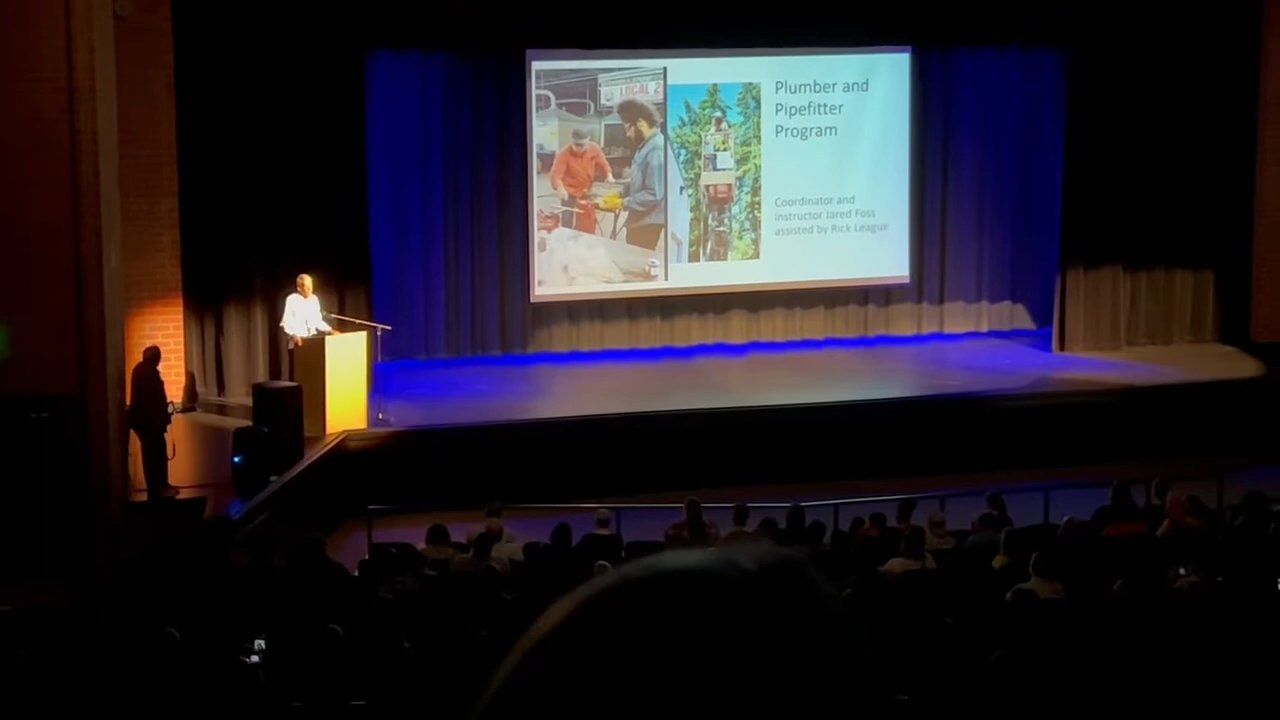 LOCAL 2
Plumber and
Pipefitter
Program
Coordinator and
instructor Jared Foss
assisted by Rick League